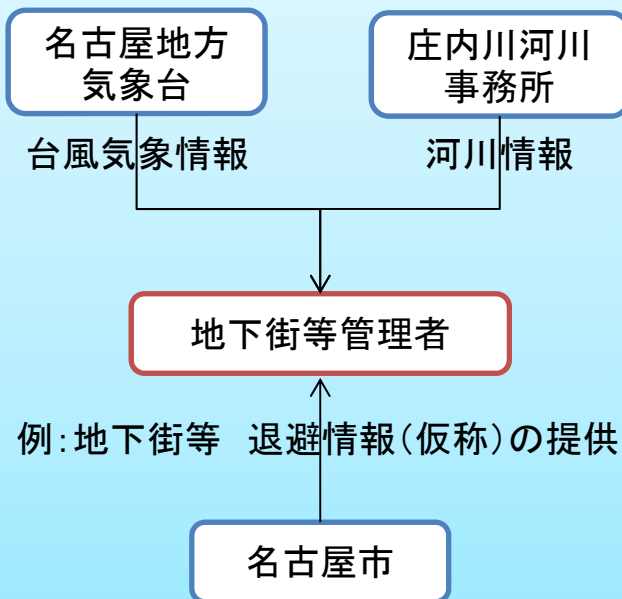 名古屋地方
気象台
庄内川河川
事務所
台風気象情報
河川情報
地下街等管理者
例:地下街等　退避情報(仮称)の提供
名古屋市